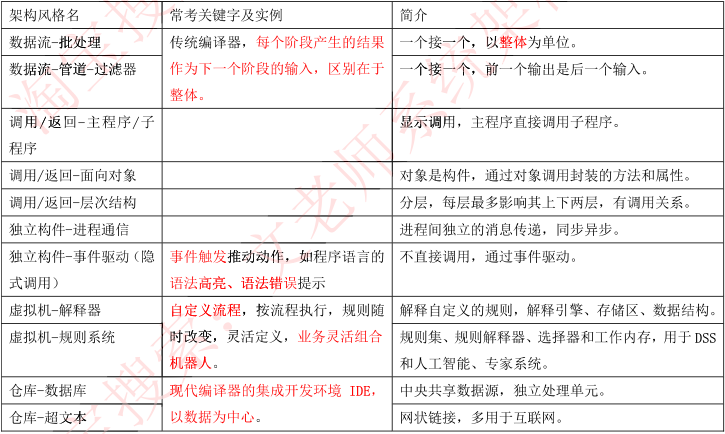 架构风格名 常考关键字及实例 简介
数据流-批处理 传统编译器，每个阶段产生的结果作为下一个阶段的输入，区别在于整体。 一个接一个，以整体为单位。
数据流-管道-过滤器 一个接一个，前一个输出是后一个输入。
调用/返回-主程序/子程序 显示调用，主程序直接调用子程序。
调用/返回-面向对象 对象是构件，通过对象调用封装的方法和属性。
调用/返回-层次结构 分层，每层最多影响其上下两层，有调用关系。
独立构件-进程通信 进程间独立的消息传递，同步异步。
独立构件-事件驱动（隐式调用） 事件触发推动动作，如程序语言的语法高亮、语法错误提示 不直接调用，通过事件驱动。
虚拟机-解释器 自定义流程，按流程执行，规则随时改变，灵活定义，业务灵活组合机器人。 解释自定义的规则，解释引擎、存储区、数据结构。
虚拟机-规则系统 规则集、规则解释器、选择器和工作内存，用于DSS和人工智能、专家系统。
仓库-数据库 现代编译器的集成开发环境 IDE，以数据为中心。 中央共享数据源，独立处理单元。
仓库-超文本 网状链接，多用于互联网。